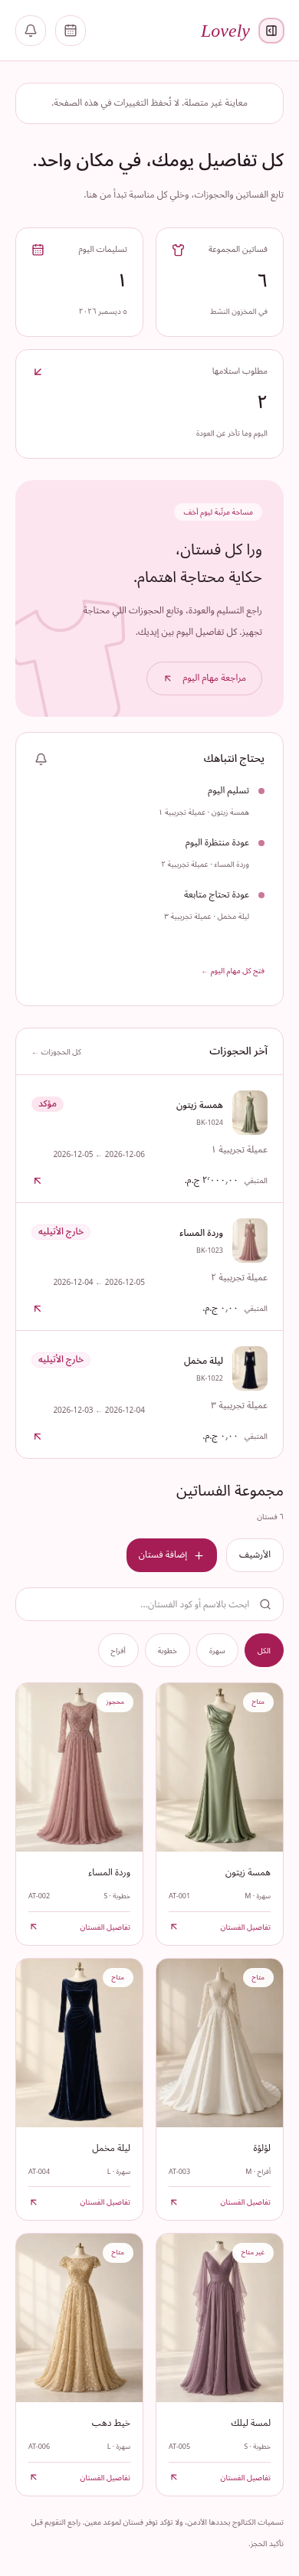 Lovely
معاينة غير متصلة. لا تُحفظ التغييرات في هذه الصفحة.
كل تفاصيل يومك، في مكان واحد.
تابع الفساتين والحجوزات، وخلي كل مناسبة تبدأ من هنا.
فساتين المجموعة
٦
في المخزون النشط
تسليمات اليوم
١
٥ ديسمبر ٢٠٢٦
مطلوب استلامها
٢
اليوم وما تأخر عن العودة
مساحة مرتّبة ليوم أخف
ورا كل فستان،
حكاية محتاجة اهتمام.
راجع التسليم والعودة، وتابع الحجوزات اللي محتاجة
تجهيز. كل تفاصيل اليوم بين إيديك.
مراجعة مهام اليوم
يحتاج انتباهك
تسليم اليوم
همسة زيتون · عميلة تجريبية ١
عودة منتظرة اليوم
وردة المساء · عميلة تجريبية ٢
عودة تحتاج متابعة
ليلة مخمل · عميلة تجريبية ٣
فتح كل مهام اليوم ←
آخر الحجوزات
كل الحجوزات ←
همسة زيتون
مؤكد
BK-1024
عميلة تجريبية ١
2026-12-05 ← 2026-12-06
المتبقي ٢٬٠٠٠٫٠٠ ج.م.
وردة المساء
خارج الأتيليه
BK-1023
عميلة تجريبية ٢
2026-12-04 ← 2026-12-05
المتبقي ٠٫٠٠ ج.م.
ليلة مخمل
خارج الأتيليه
BK-1022
عميلة تجريبية ٣
2026-12-03 ← 2026-12-04
المتبقي ٠٫٠٠ ج.م.
مجموعة الفساتين
٦ فستان
الأرشيف
إضافة فستان
ابحث بالاسم أو كود الفستان...
الكل
سهرة
خطوبة
أفراح
متاح
همسة زيتون
سهرة · M
AT-001
تفاصيل الفستان
محجوز
وردة المساء
خطوبة · S
AT-002
تفاصيل الفستان
متاح
لؤلؤة
أفراح · M
AT-003
تفاصيل الفستان
متاح
ليلة مخمل
سهرة · L
AT-004
تفاصيل الفستان
غير متاح
لمسة ليلك
خطوبة · S
AT-005
تفاصيل الفستان
متاح
خيط دهب
سهرة · L
AT-006
تفاصيل الفستان
تسميات الكتالوج يحددها الأدمن، ولا تؤكد توفر فستان لموعد معين. راجع التقويم قبل
تأكيد الحجز.